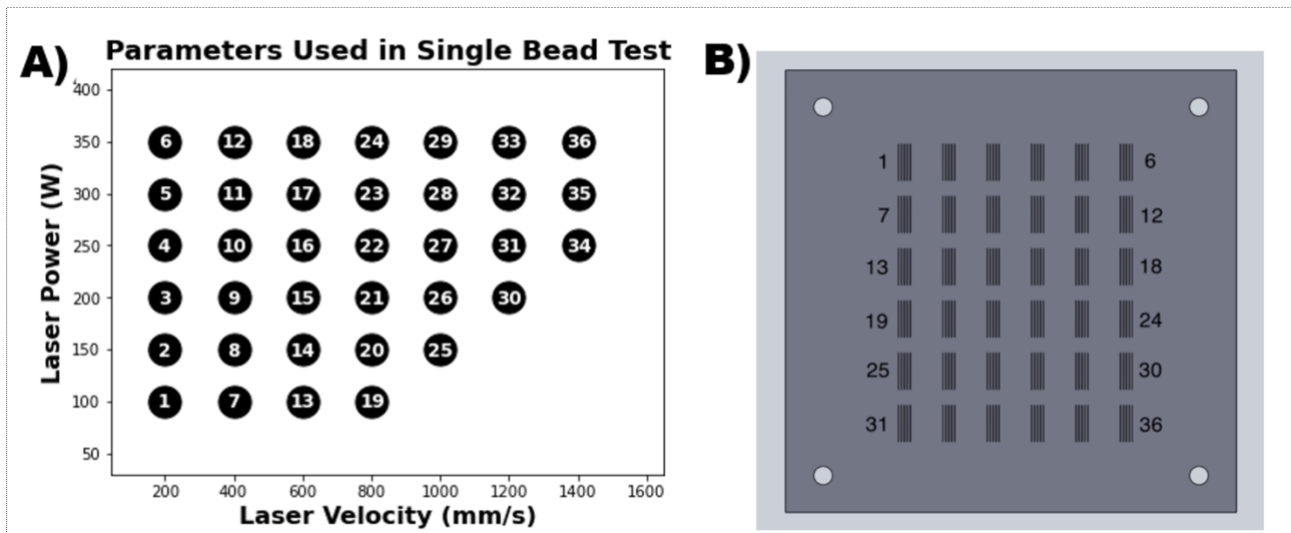 A)
Parameters Used in Single Bead Test
Laser Power (W)
400
350
300
250
200
150
100
50
6 12 18 24 29 33 36
5 11 17 23 28 32 35
4 10 16 22 27 31 34
3 9 15 21 26 30
2 8 14 20 25
1 7 13 19
200 400 600 800 1000 1200 1400 1600
Laser Velocity (mm/s)
B)
1 6
7 12
13 18
19 24
25 30
31 36